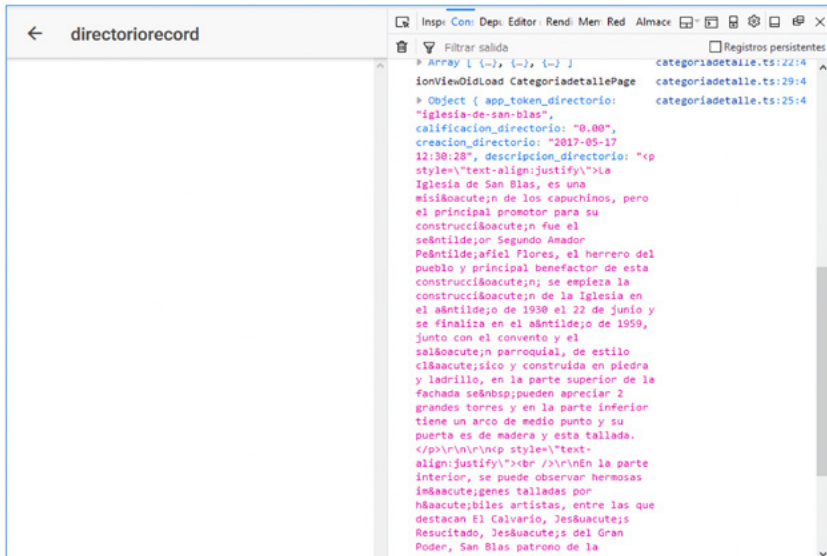 ← directoriorecord
Inspe Con: Depu Editor Rendi Men Red Almace
Filtrar salida Registros persistentes
Array [ {…}, {…}, {…} ] categoriadetalle.ts:22:4
ionViewDidLoad CategoriadetallePage categoriadetalle.ts:29:4
Object { app_token_directorio: categoriadetalle.ts:25:4
"iglesia-de-san-blas",
calificacion_directorio: "0.00",
creacion_directorio: "2017-05-17
12:30:28", descripcion_directorio: "<p
style=\"text-align:justify\">La
Iglesia de San Blas, es una
misi&oacute;n de los capuchinos, pero
el principal promotor para su
construcci&oacute;n fue el
se&ntilde;or Segundo Amador
Pe&ntilde;afiel Flores, el herrero del
pueblo y principal benefactor de esta
construcci&oacute;n; se empieza la
construcci&oacute;n de la Iglesia en
el a&ntilde;o de 1930 el 22 de junio y
se finaliza en el a&ntilde;o de 1959,
junto con el convento y el
sal&oacute;n parroquial, de estilo
cl&aacute;sico y construida en piedra
y ladrillo, en la parte superior de la
fachada se&nbsp;pueden apreciar 2
grandes torres y en la parte inferior
tiene un arco de medio punto y su
puerta es de madera y esta tallada.
</p>\r\n\r\n<p style=\"text-
align:justify\"><br />\r\nEn la parte
interior, se puede observar hermosas
im&aacute;genes talladas por
h&aacute;biles artistas, entre las que
destacan El Calvario, Jes&uacute;s
Resucitado, Jes&uacute;s del Gran
Poder, San Blas patrono de la